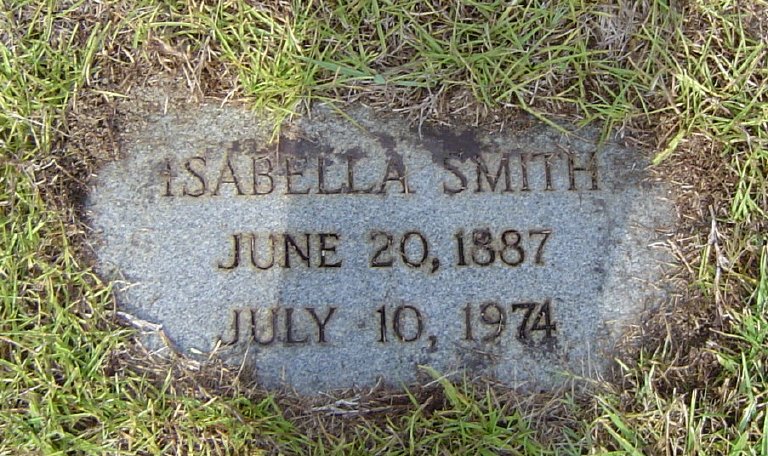 ISABELLA SMITH
JUNE 20, 1887
JULY 10, 1974